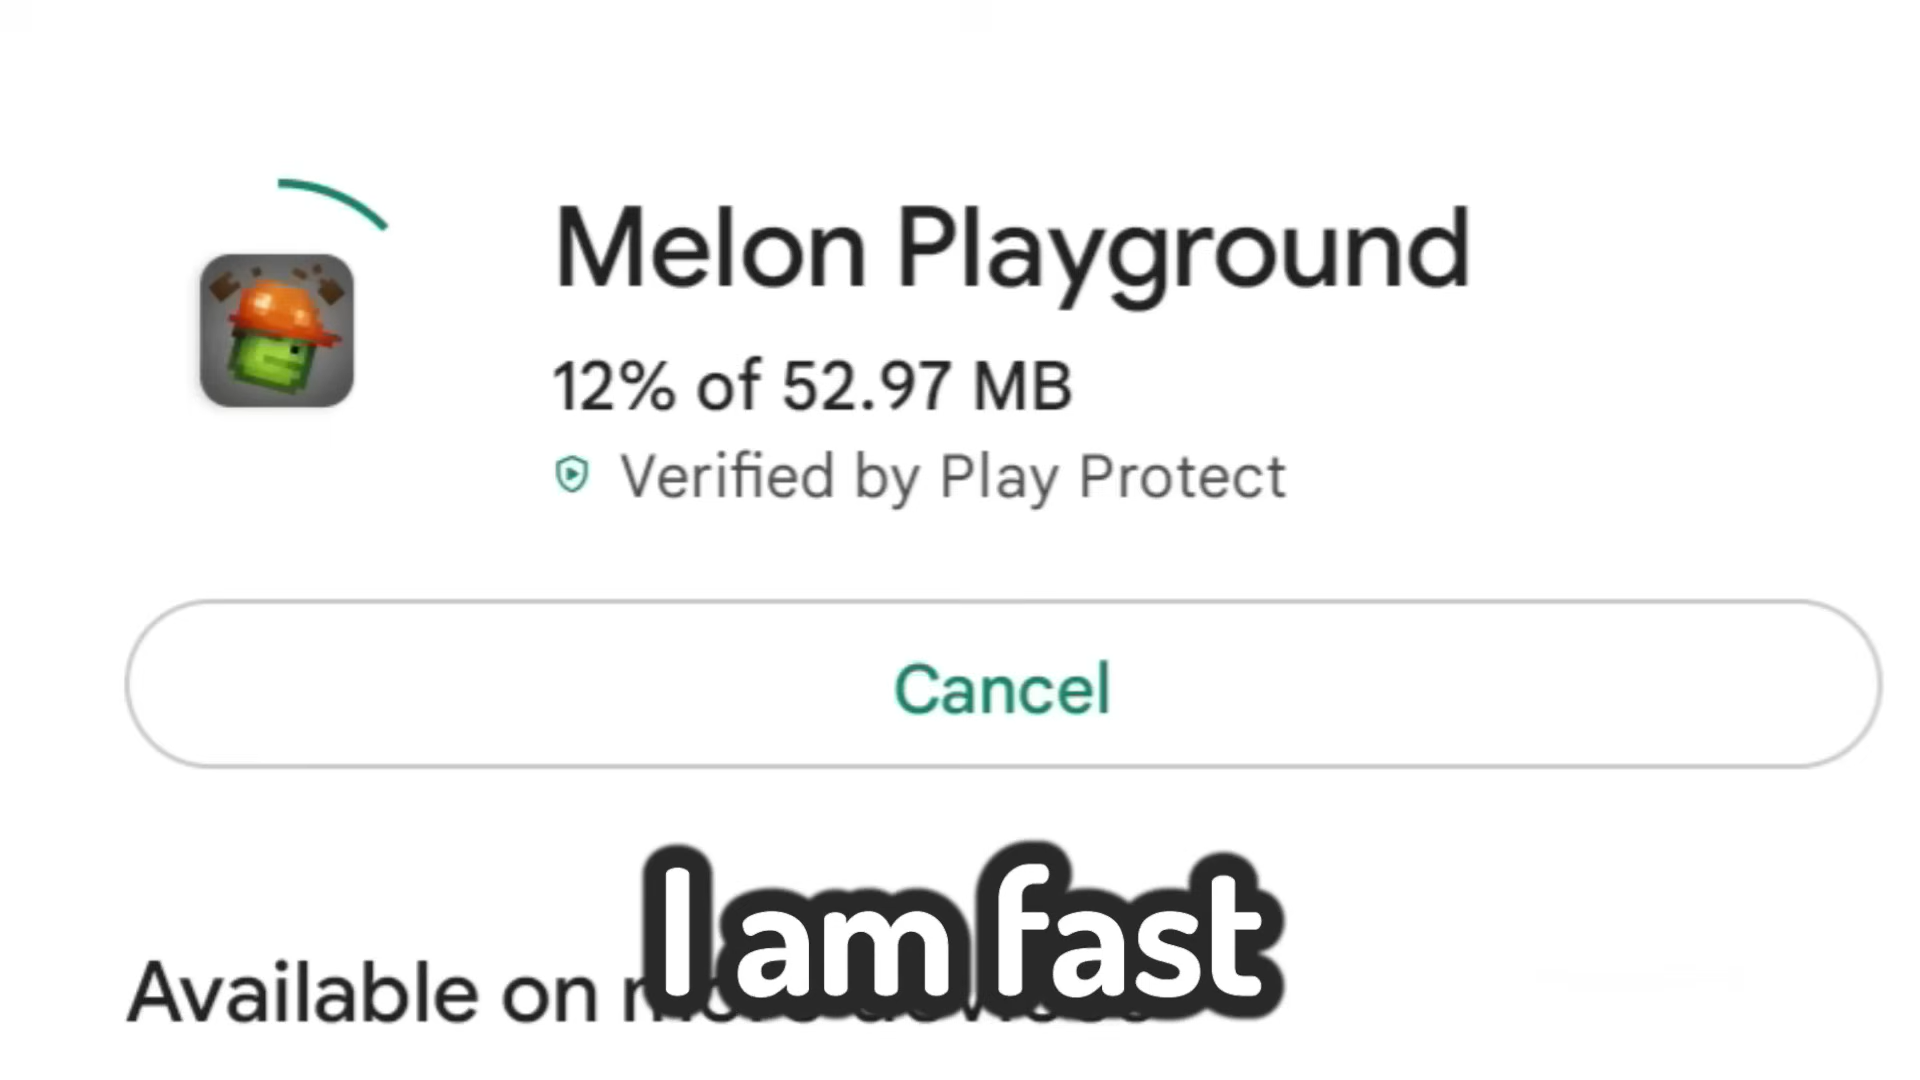 Melon Playground
12% of 52.97 MB
Verified by Play Protect
Cancel
I am fast
Available on